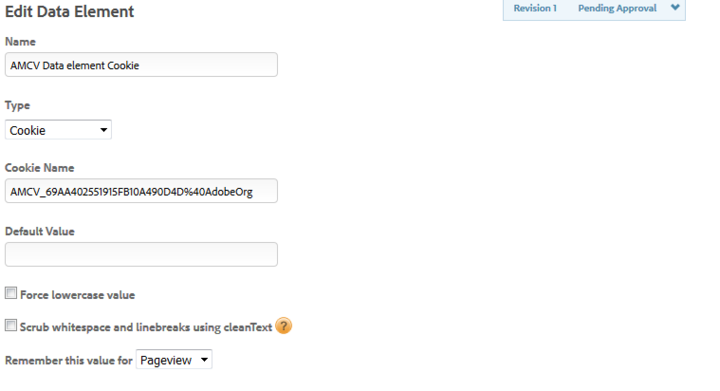 Edit Data Element
Revision 1 Pending Approval
Name
AMCV Data element Cookie
Type
Cookie
Cookie Name
AMCV_69AA402551915FB10A490D4D%40AdobeOrg
Default Value
Force lowercase value
Scrub whitespace and linebreaks using cleanText ?
Remember this value for Pageview